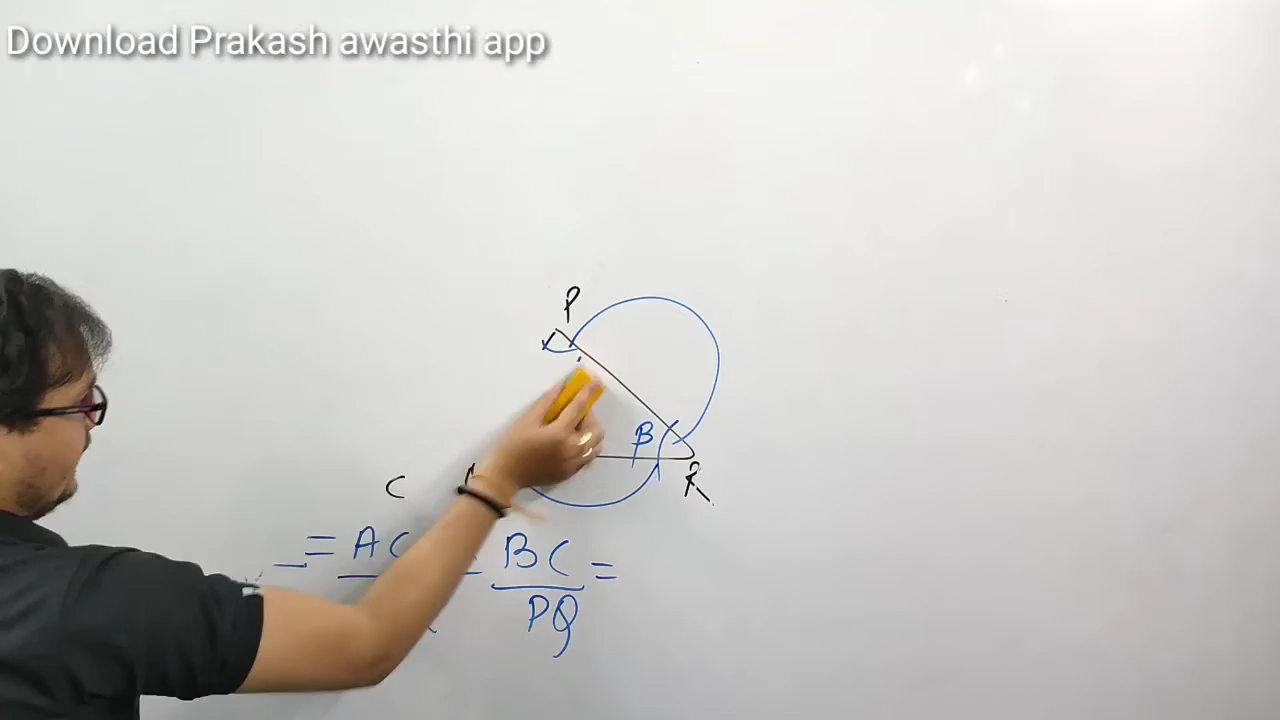 Download Prakash awasthi app
P
β
C
R
= AC BC =
PQ